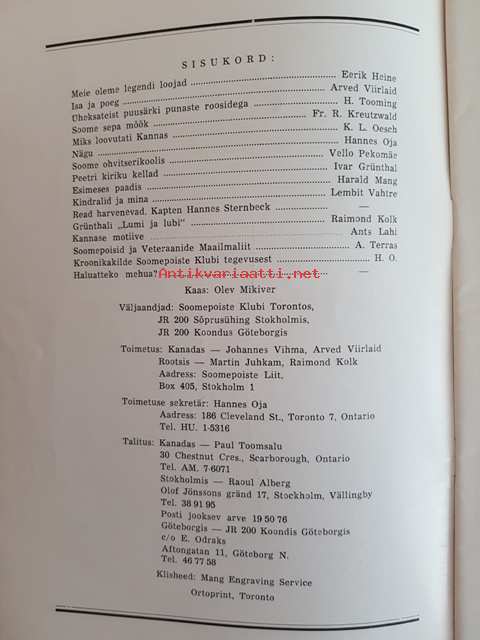 SISUKORD:
Meie oleme legendi loojad ........ Eerik Heine
Isa ja poeg ........ Arved Viirlaid
Üheksateist puusärki punaste roosidega ........ H. Tooming
Soome sepa mõõk ........ Fr. R. Kreutzwald
Miks loovutati Kannas ........ K. L. Oesch
Nägu ........ Hannes Oja
Soome ohvitserikoolis ........ Vello Pekomäe
Peetri kiriku kellad ........ Ivar Grünthal
Esimeses paadis ........ Harald Mang
Kindralid ja mina ........ Lembit Vahtre
Read harvenevad, Kapten Hannes Sternbeck ........ —
Grünthali „Lumi ja lubi" ........ Raimond Kolk
Kannase motiive ........ Ants Lahi
Soomepoisid ja Veteraanide Maailmaliit ........ A. Terras
Kroonikakilde Soomepoiste Klubi tegevusest ........ H. O.
Haluatteko mehua? ........ —
Antikvariaatti.net
Kaas: Olev Mikiver
Väljaandjad: Soomepoiste Klubi Torontos,
JR 200 Sõprusühing Stokholmis,
JR 200 Koondus Göteborgis
Toimetus: Kanadas — Johannes Vihma, Arved Viirlaid
Rootsis — Martin Juhkam, Raimond Kolk
Aadress: Soomepoiste Liit,
Box 405, Stokholm 1
Toimetuse sekretär: Hannes Oja
Aadress: 186 Cleveland St., Toronto 7, Ontario
Tel. HU. 1-5316
Talitus: Kanadas — Paul Toomsalu
30 Chestnut Cres., Scarborough, Ontario
Tel. AM. 7-6071
Stokholmis — Raoul Alberg
Olof Jönssons gränd 17, Stockholm, Vällingby
Tel. 38 91 95
Posti jooksev arve 19 50 76
Göteborgis — JR 200 Koondis Göteborgis
c/o E. Odraks
Aftongatan 11, Göteborg N.
Tel. 46 77 58
Klisheed: Mang Engraving Service
Ortoprint, Toronto